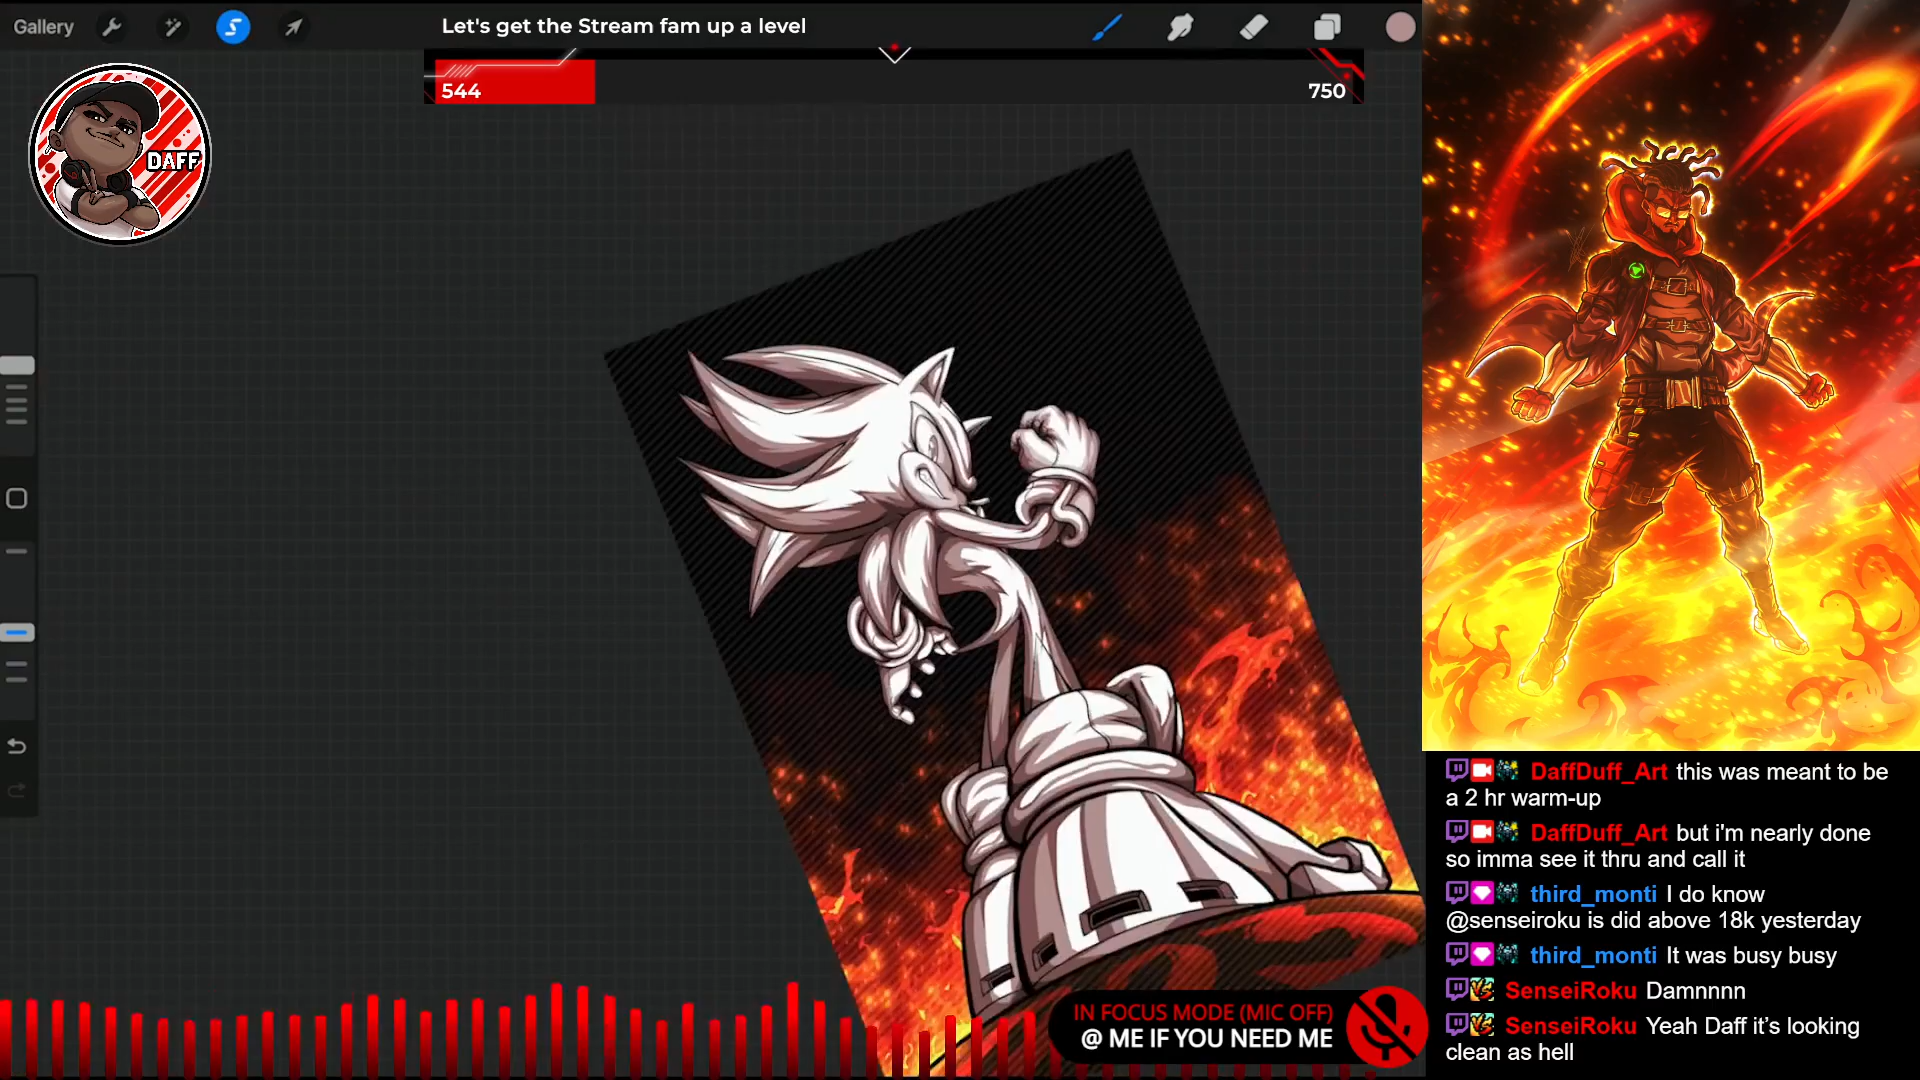 Gallery
Let's get the Stream fam up a level
544
750
DAFF
DaffDuff_Art this was meant to be
a 2 hr warm-up
DaffDuff_Art but i'm nearly done
so imma see it thru and call it
third_monti I do know
@senseiroku is did above 18k yesterday
third_monti It was busy busy
SenseiRoku Damnnnn
SenseiRoku Yeah Daff it’s looking
clean as hell
IN FOCUS MODE (MIC OFF)
@ ME IF YOU NEED ME